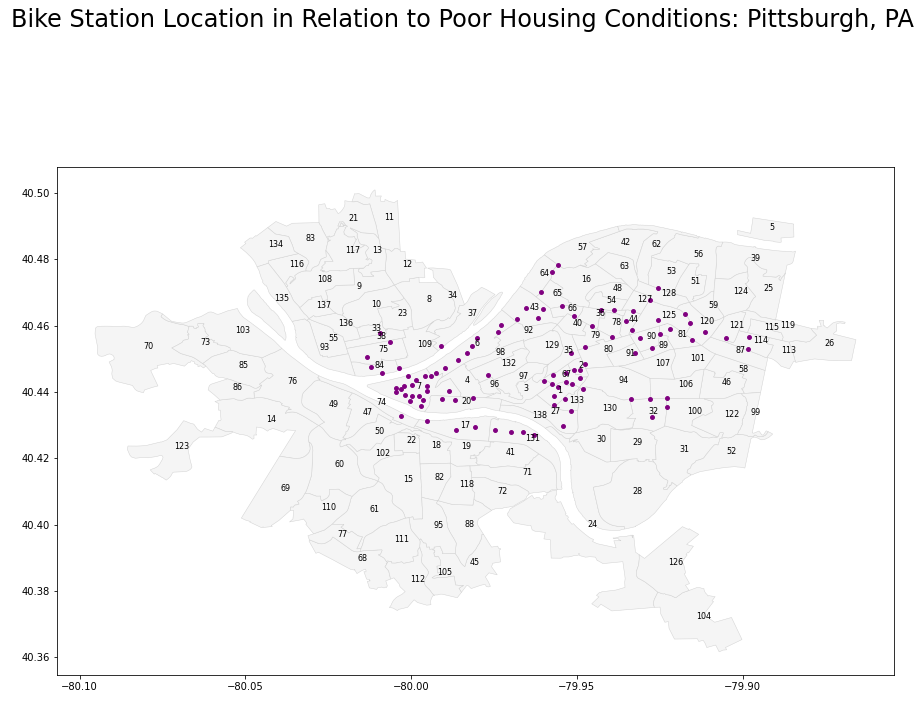 Bike Station Location in Relation to Poor Housing Conditions: Pittsburgh, PA
40.50
40.48
40.46
40.44
40.42
40.40
40.38
40.36
−80.10 −80.05 −80.00 −79.95 −79.90
21 11
5
134 83 117 13 57 42 62 56 39
116 12 64 16 63 53
108 9 8 34 65 48 128 51 124 25
135 137 10 23 37 43 66 54 127 59
103 136 33 92 40 78 44 125 120 121 115 119
55 75 109 6 98 129 35 79 80 90 81 114
70 73 93 132 91 89 101 87 113 26
85 84 97 2 107 58
86 76 7 4 96 3 67 1 94 106 46
14 49 47 74 20 138 27 133 130 32 100 122 99
123 50 22 18 17 131 30 29
102 19 41 31 52
60 15 82 118 71
69 72 28
110 61 24
77 111 95 88
68 45 126
112 105
104